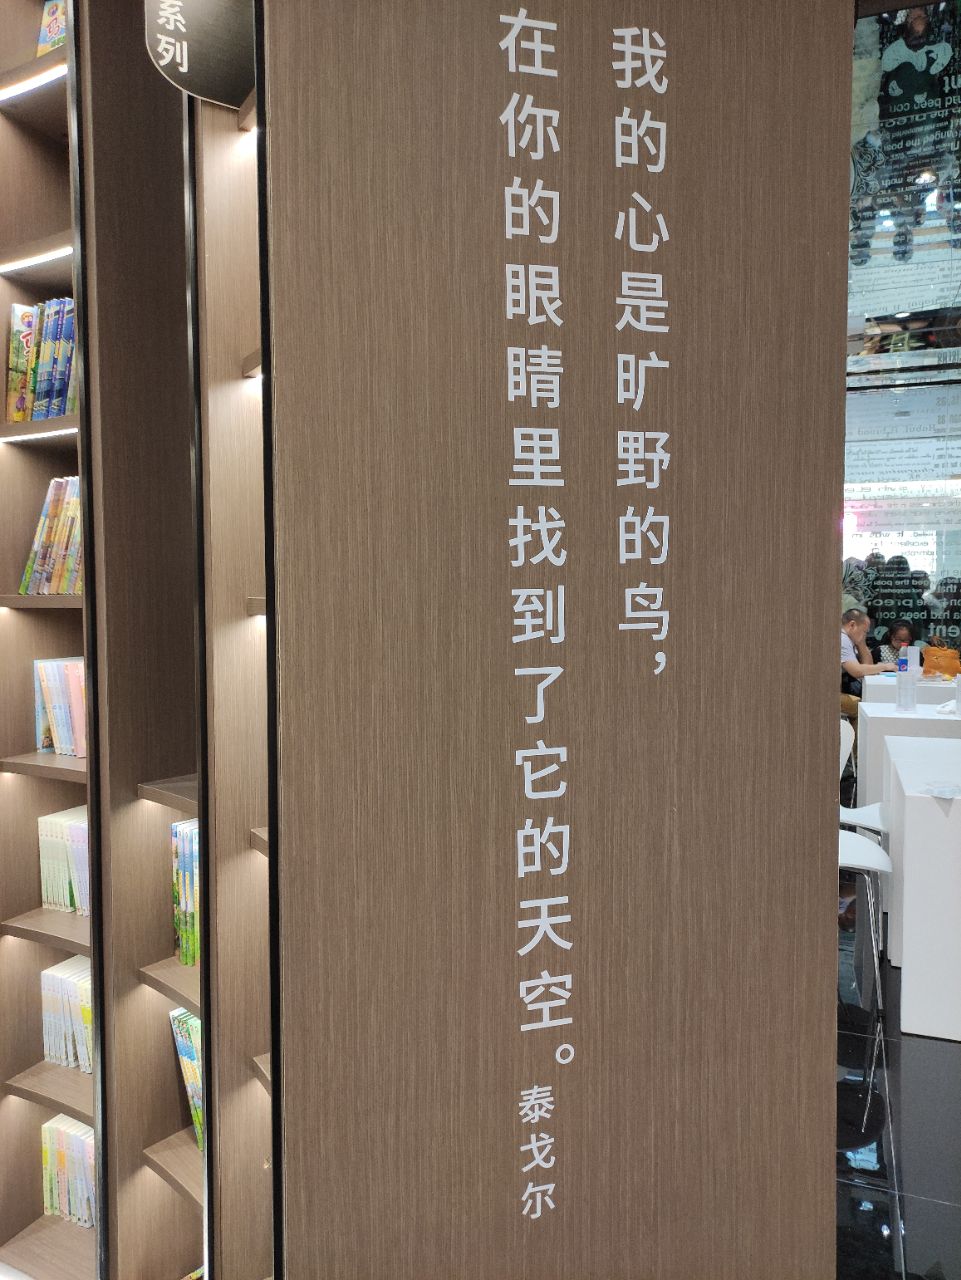 系列
我的心是旷野的鸟，
在你的眼睛里找到了它的天空。
泰戈尔